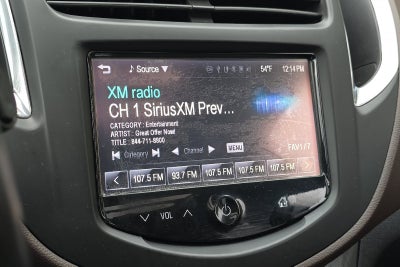 ♪ Source ▼ 54°F 12:14 PM
XM radio
CH 1 SiriusXM Prev...
CATEGORY : Entertainment
ARTIST : Great Offer Now!
TITLE : 844-711-8800
Category Channel MENU FAV1/7
107.5 FM 93.7 FM 107.5 FM 107.5 FM 107.5 FM
VOL